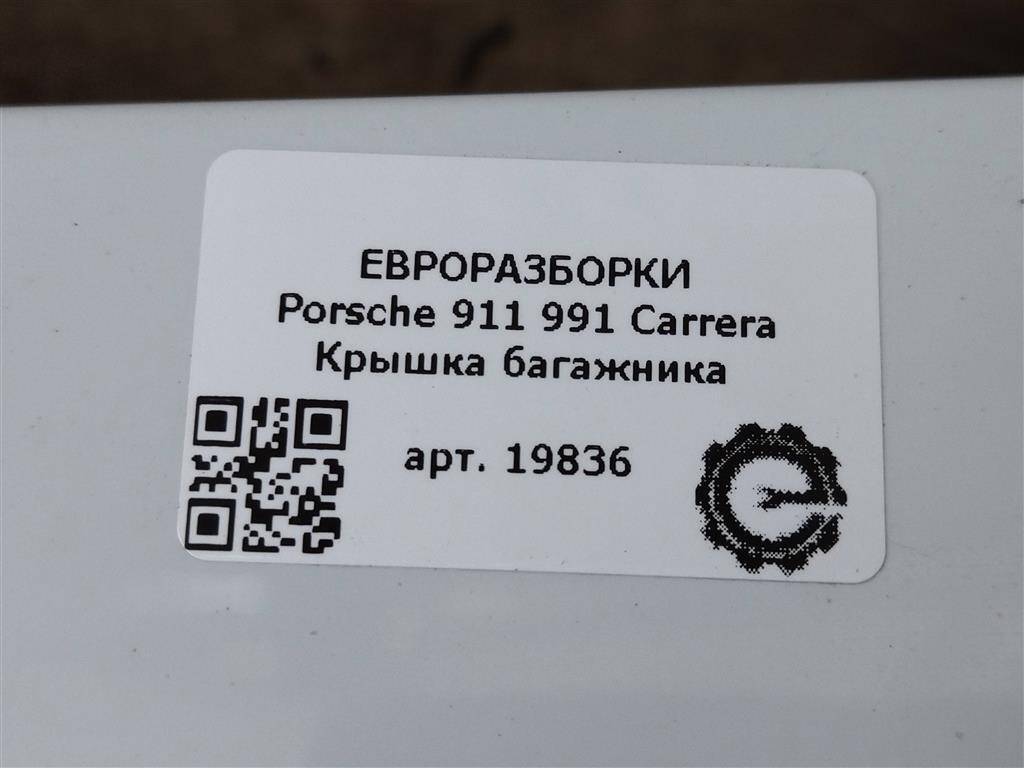 ЕВРОРАЗБОРКИ
Porsche 911 991 Carrera
Крышка багажника
арт. 19836